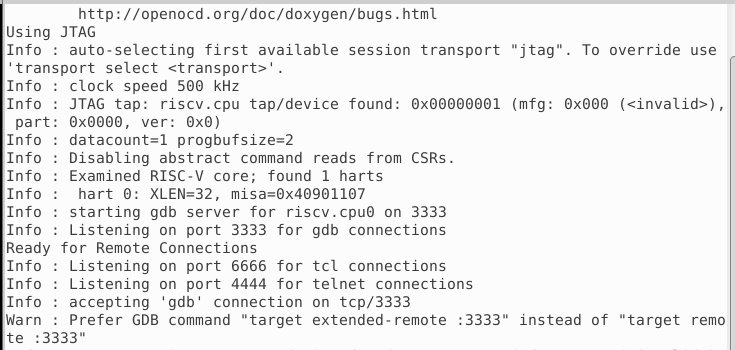 http://openocd.org/doc/doxygen/bugs.html
Using JTAG
Info : auto-selecting first available session transport "jtag". To override use
'transport select <transport>'.
Info : clock speed 500 kHz
Info : JTAG tap: riscv.cpu tap/device found: 0x00000001 (mfg: 0x000 (<invalid>),
part: 0x0000, ver: 0x0)
Info : datacount=1 progbufsize=2
Info : Disabling abstract command reads from CSRs.
Info : Examined RISC-V core; found 1 harts
Info :  hart 0: XLEN=32, misa=0x40901107
Info : starting gdb server for riscv.cpu0 on 3333
Info : Listening on port 3333 for gdb connections
Ready for Remote Connections
Info : Listening on port 6666 for tcl connections
Info : Listening on port 4444 for telnet connections
Info : accepting 'gdb' connection on tcp/3333
Warn : Prefer GDB command "target extended-remote :3333" instead of "target remo
te :3333"